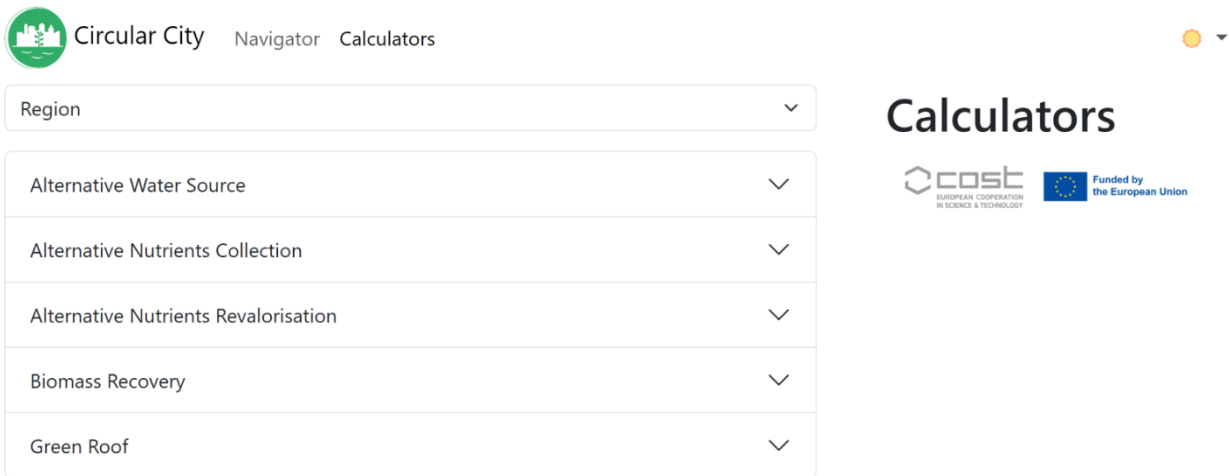 Circular City
Navigator
Calculators
Region
Alternative Water Source
Alternative Nutrients Collection
Alternative Nutrients Revalorisation
Biomass Recovery
Green Roof
Calculators
cost
EUROPEAN COOPERATION
IN SCIENCE & TECHNOLOGY
Funded by
the European Union